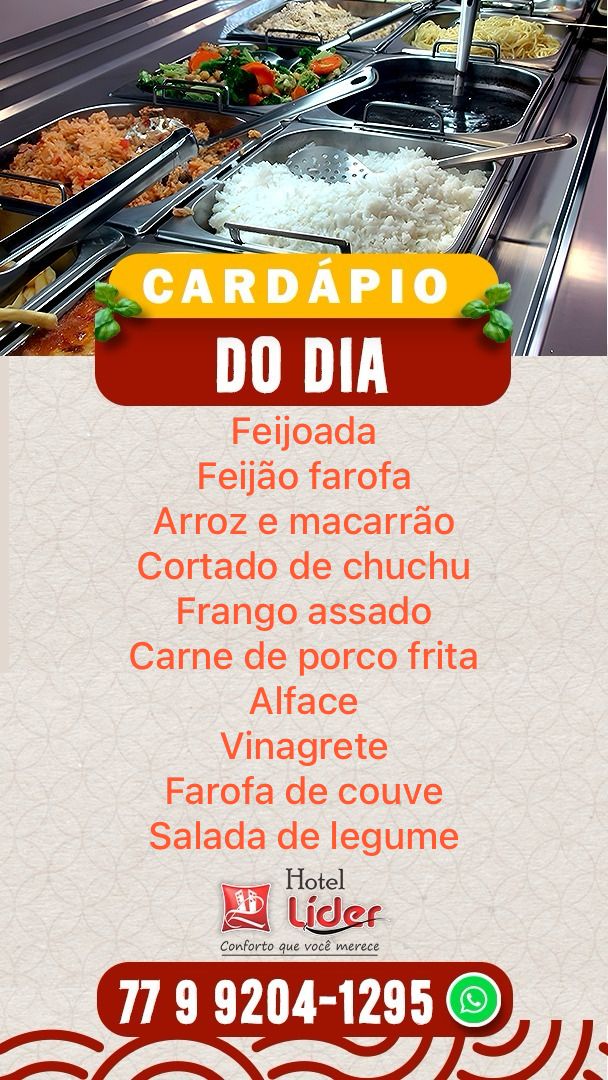 CARDÁPIO
DO DIA
Feijoada
Feijão farofa
Arroz e macarrão
Cortado de chuchu
Frango assado
Carne de porco frita
Alface
Vinagrete
Farofa de couve
Salada de legume
Hotel
Líder
Conforto que você merece
77 9 9204-1295